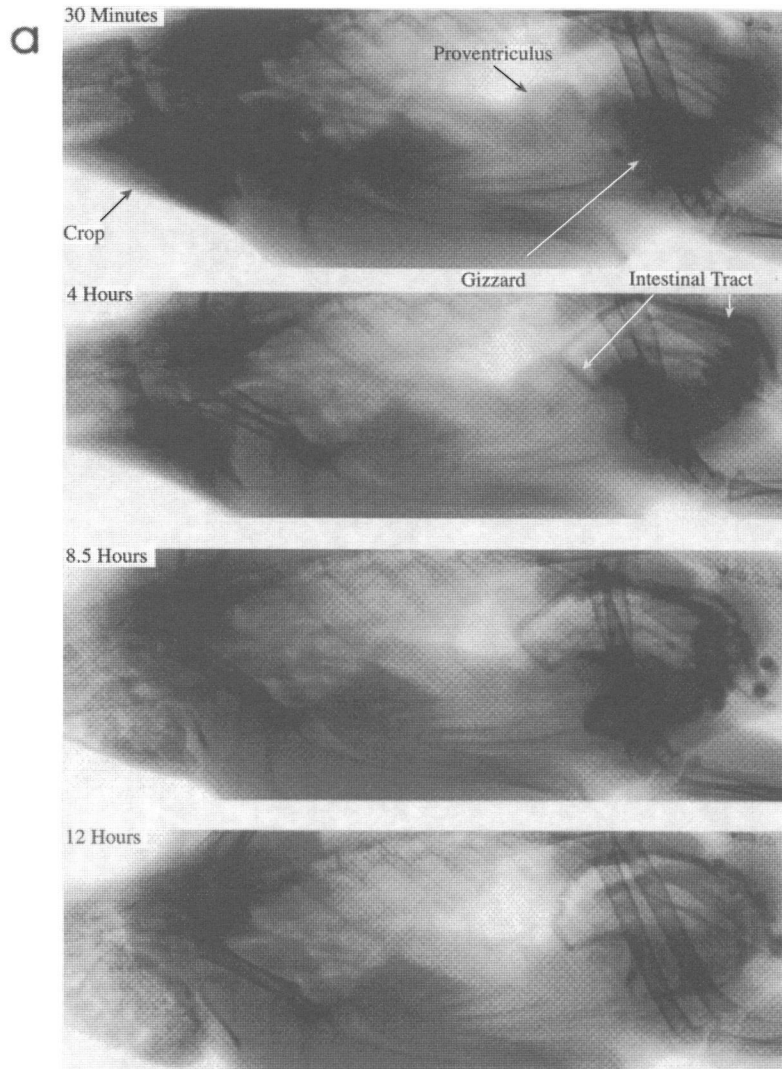 a
30 Minutes
Proventriculus
Crop
Gizzard
Intestinal Tract
4 Hours
8.5 Hours
12 Hours